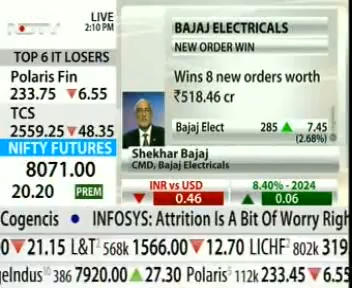 NDTV
LIVE
2:10 PM
TOP 6 IT LOSERS
Polaris Fin
233.75 ▼6.55
TCS
2559.25 ▼48.35
NIFTY FUTURES
8071.00
20.20 PREM
BAJAJ ELECTRICALS
NEW ORDER WIN
Wins 8 new orders worth
₹518.46 cr
Bajaj Elect 285 ▲ 7.45
(2.68%)
Shekhar Bajaj
CMD, Bajaj Electricals
INR vs USD
▼ 0.46
8.40% - 2024
▲ 0.06
Cogencis • INFOSYS: Attrition Is A Bit Of Worry Righ
0 ▼21.15 L&T 568k 1566.00 ▼12.70 LICHF 802k 319
geIndus 386 7920.00 ▲27.30 Polaris 112k 233.45 ▼6.55